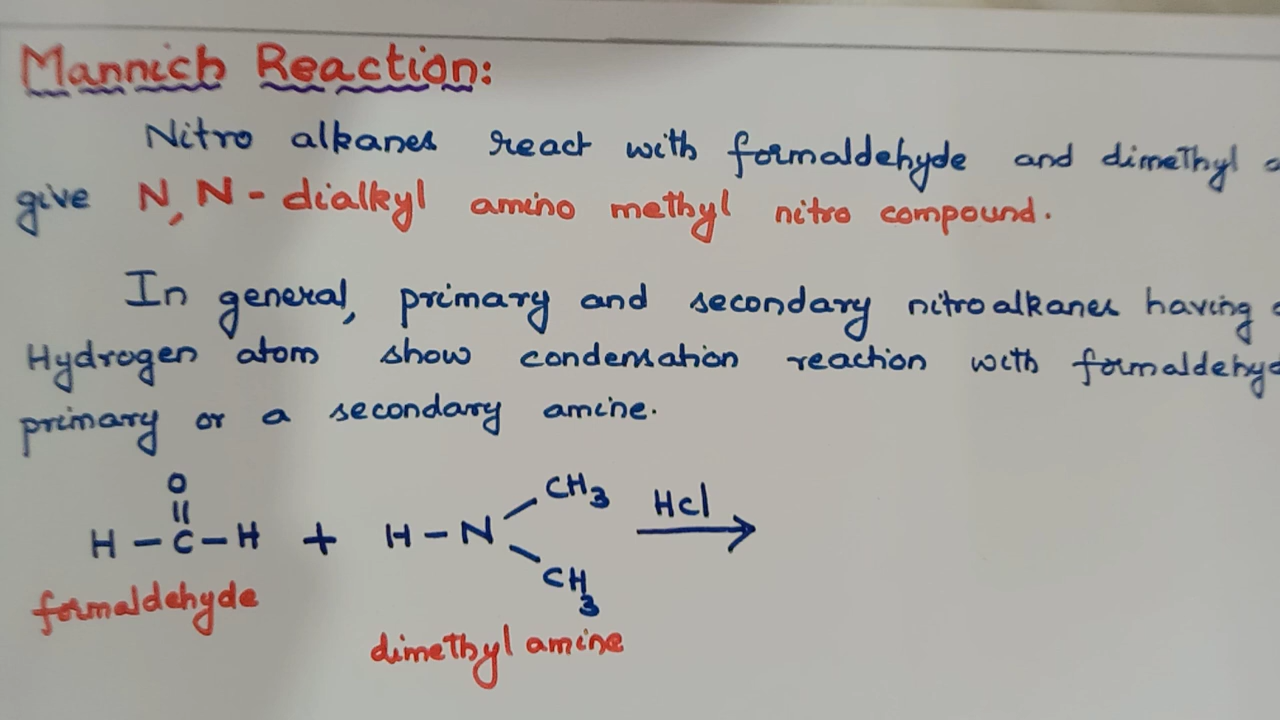 Mannich Reaction:
Nitro alkanes react with formaldehyde and dimethyl
give N,N-dialkyl amino methyl nitro compound.
In general, primary and secondary nitroalkanes having
Hydrogen atom show condensation reaction with formaldehyd
primary or a secondary amine.
O
||
H-C-H + H-N CH3 HCl →
CH3
formaldehyde
dimethyl amine